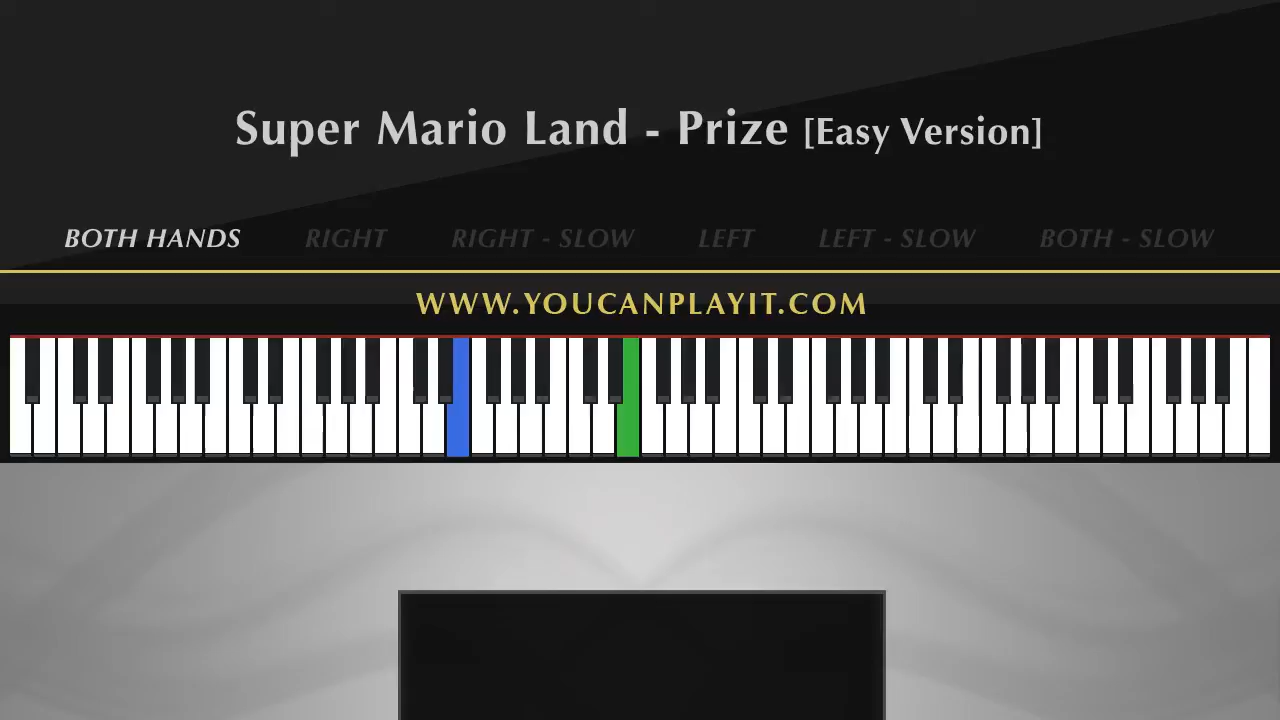 Super Mario Land - Prize [Easy Version]
BOTH HANDS RIGHT RIGHT - SLOW LEFT LEFT - SLOW BOTH - SLOW
WWW.YOUCANPLAYIT.COM